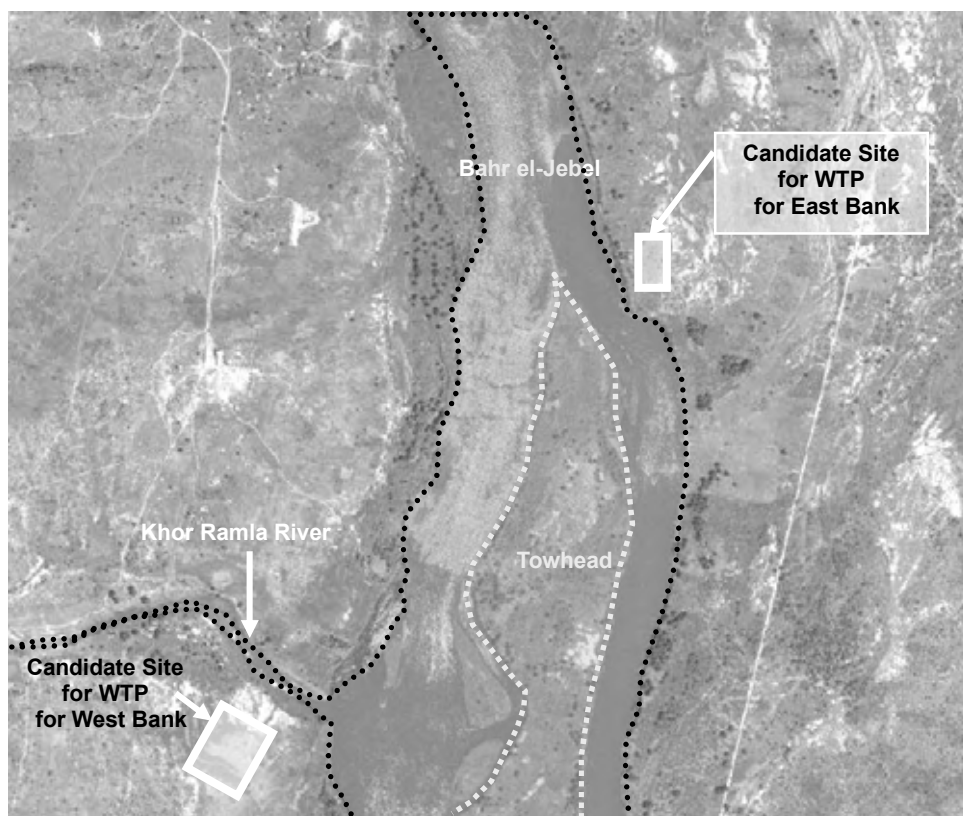 Bahr el-Jebel
Candidate Site
for WTP
for East Bank
Khor Ramla River
Towhead
Candidate Site
for WTP
for West Bank